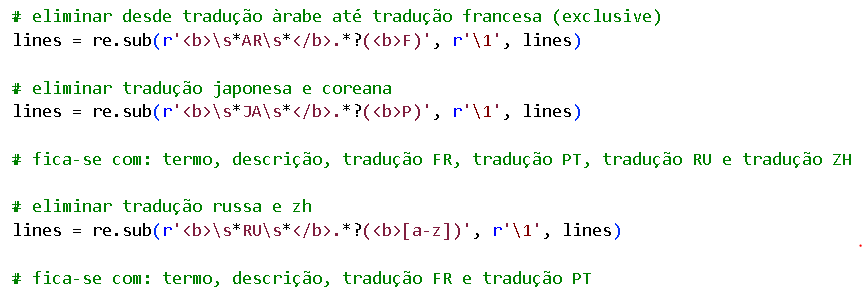 # eliminar desde tradução àrabe até tradução francesa (exclusive)
lines = re.sub(r'<b>\s*AR\s*</b>.*?(<b>F)', r'\1', lines)
# eliminar tradução japonesa e coreana
lines = re.sub(r'<b>\s*JA\s*</b>.*?(<b>P)', r'\1', lines)
# fica-se com: termo, descrição, tradução FR, tradução PT, tradução RU e tradução ZH
# eliminar tradução russa e zh
lines = re.sub(r'<b>\s*RU\s*</b>.*?(<b>[a-z])', r'\1', lines)
# fica-se com: termo, descrição, tradução FR e tradução PT